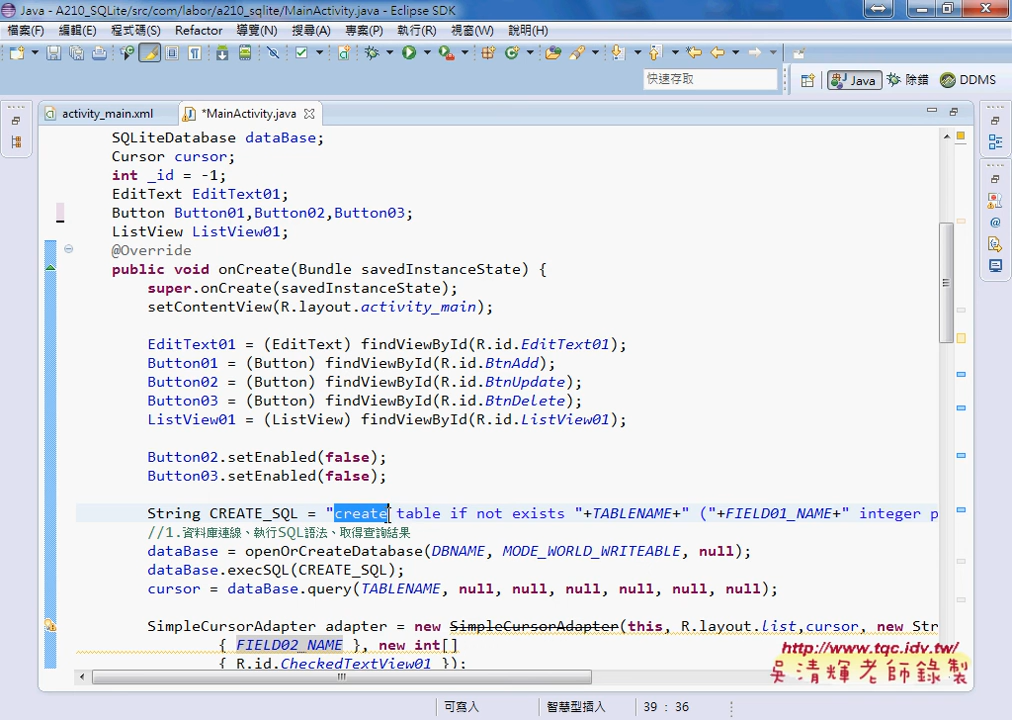 Java - A210_SQLite/src/com/labor/a210_sqlite/MainActivity.java - Eclipse SDK
檔案(F) 編輯(E) 程式碼(S) Refactor 導覽(N) 搜尋(A) 專案(P) 執行(R) 視窗(W) 說明(H)
快速存取
Java 除錯 DDMS
activity_main.xml *MainActivity.java
SQLiteDatabase dataBase;
Cursor cursor;
int _id = -1;
EditText EditText01;
Button Button01,Button02,Button03;
ListView ListView01;
@Override
public void onCreate(Bundle savedInstanceState) {
super.onCreate(savedInstanceState);
setContentView(R.layout.activity_main);
EditText01 = (EditText) findViewById(R.id.EditText01);
Button01 = (Button) findViewById(R.id.BtnAdd);
Button02 = (Button) findViewById(R.id.BtnUpdate);
Button03 = (Button) findViewById(R.id.BtnDelete);
ListView01 = (ListView) findViewById(R.id.ListView01);
Button02.setEnabled(false);
Button03.setEnabled(false);
String CREATE_SQL = "create table if not exists "+TABLENAME+" ("+FIELD01_NAME+" integer p
//1.資料庫連線、執行SQL語法、取得查詢結果
dataBase = openOrCreateDatabase(DBNAME, MODE_WORLD_WRITEABLE, null);
dataBase.execSQL(CREATE_SQL);
cursor = dataBase.query(TABLENAME, null, null, null, null, null, null);
SimpleCursorAdapter adapter = new SimpleCursorAdapter(this, R.layout.list,cursor, new Str
{ FIELD02_NAME }, new int[]
{ R.id.CheckedTextView01 });
http://www.tqc.idv.tw/
吳清輝老師錄製
可寫入 智慧型插入 39 : 36